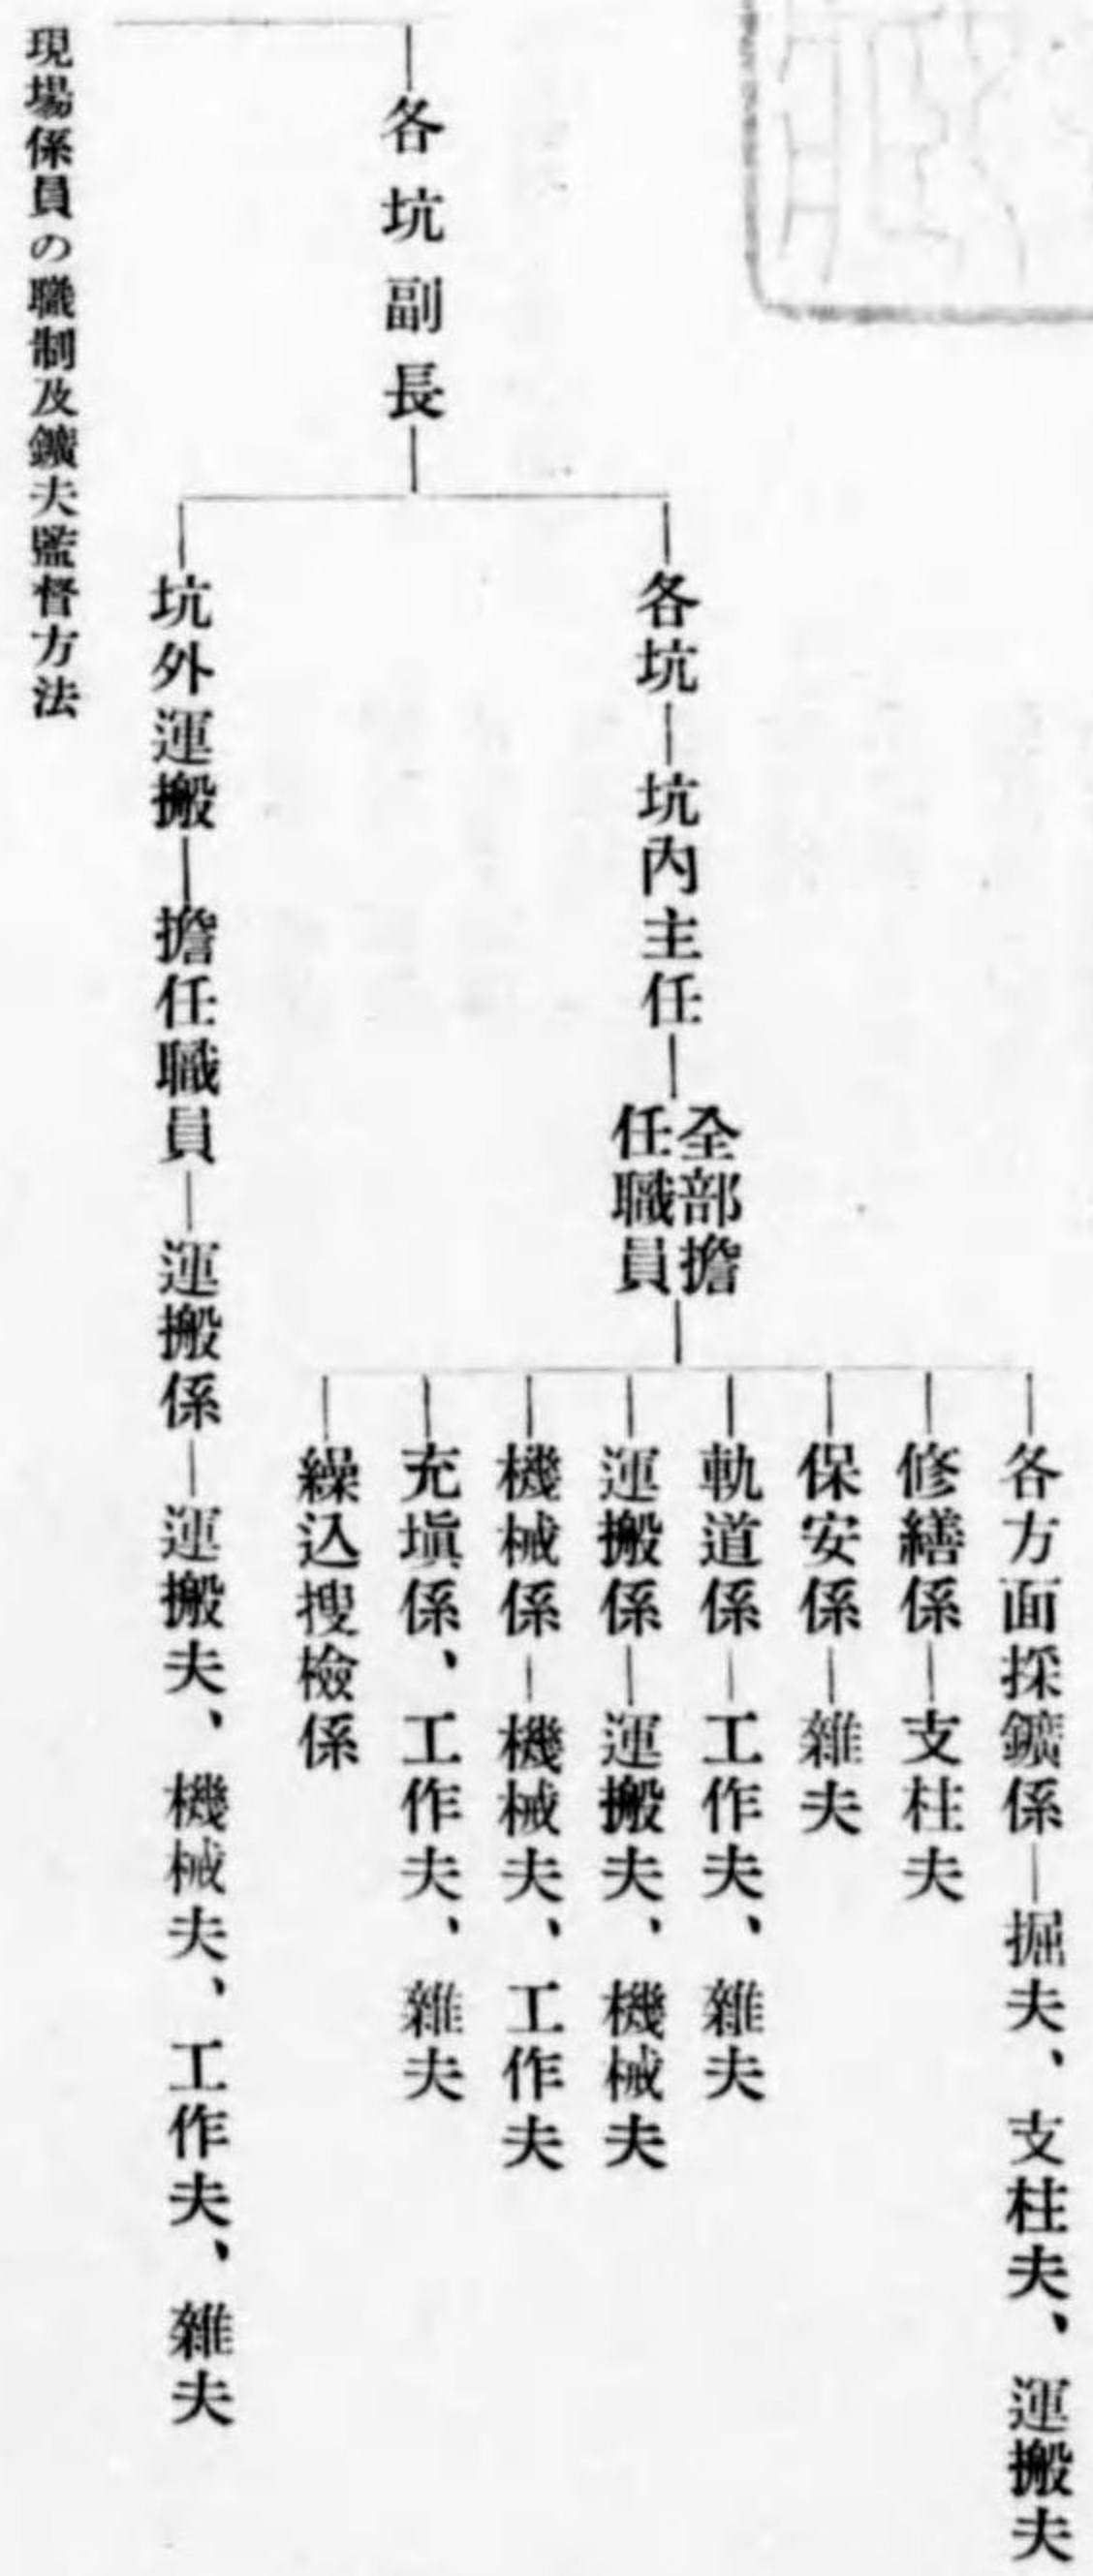 各坑副長
各坑―坑內主任―全部擔
任職員
各方面採鑛係―掘夫、支柱夫、運搬夫
修繕係―支柱夫
保安係―雜夫
軌道係―工作夫、雜夫
運搬係―運搬夫、機械夫
機械係―機械夫、工作夫
充塡係、工作夫、雜夫
繰込搜檢係
坑外運搬―擔任職員―運搬係―運搬夫、機械夫、工作夫、雜夫
現場係員の職制及鑛夫監督方法